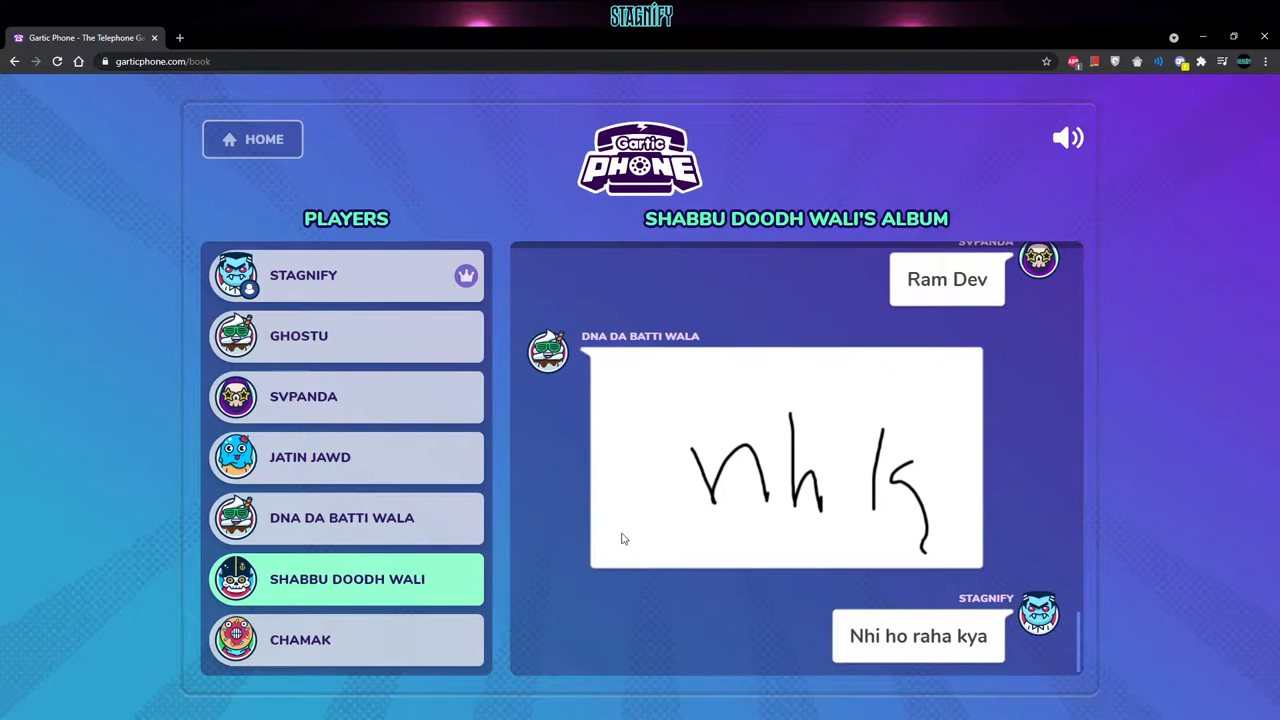 STAGNIFY
Gartic Phone - The Telephone Ga
garticphone.com/book
HOME
Gartic
PHONE
PLAYERS
SHABBU DOODH WALI'S ALBUM
STAGNIFY
GHOSTU
SVPANDA
JATIN JAWD
DNA DA BATTI WALA
SHABBU DOODH WALI
CHAMAK
SVPANDA
Ram Dev
DNA DA BATTI WALA
nh k
STAGNIFY
Nhi ho raha kya